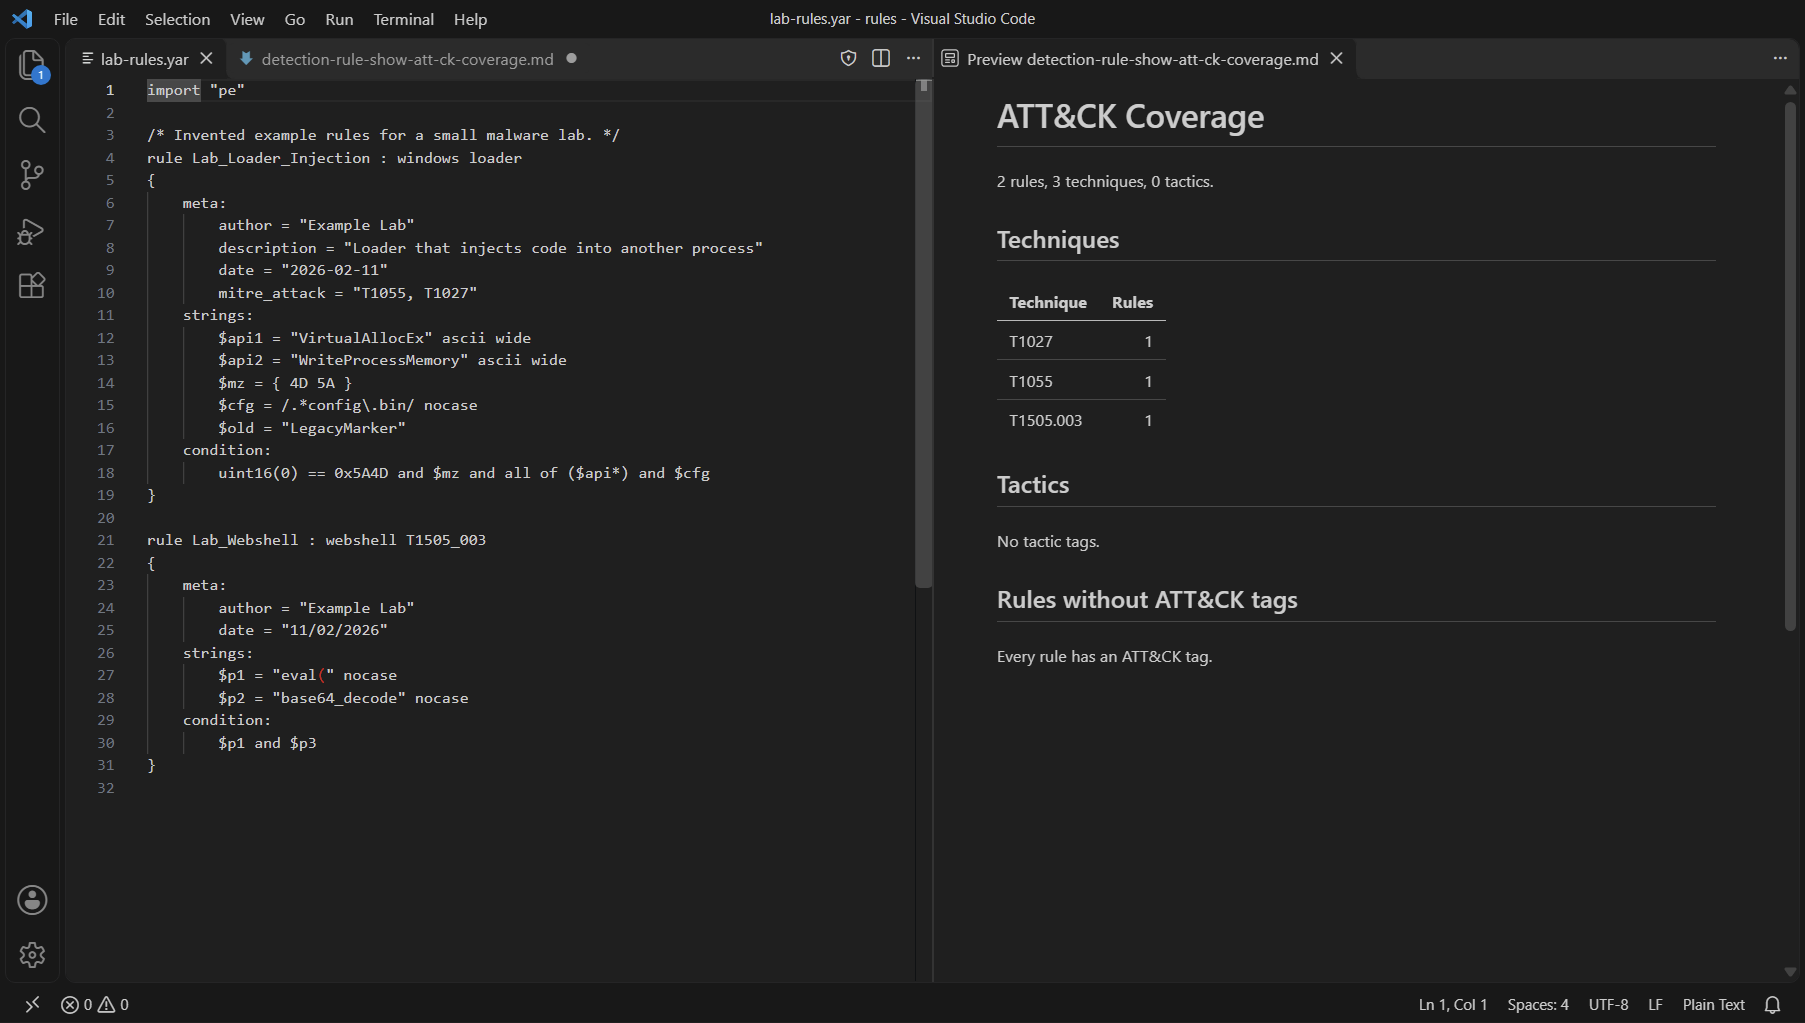 File Edit Selection View Go Run Terminal Help
lab-rules.yar - rules - Visual Studio Code
1
lab-rules.yar
detection-rule-show-att-ck-coverage.md
1 import "pe"
2
3 /* Invented example rules for a small malware lab. */
4 rule Lab_Loader_Injection : windows loader
5 {
6 meta:
7 author = "Example Lab"
8 description = "Loader that injects code into another process"
9 date = "2026-02-11"
10 mitre_attack = "T1055, T1027"
11 strings:
12 $api1 = "VirtualAllocEx" ascii wide
13 $api2 = "WriteProcessMemory" ascii wide
14 $mz = { 4D 5A }
15 $cfg = /.*config\.bin/ nocase
16 $old = "LegacyMarker"
17 condition:
18 uint16(0) == 0x5A4D and $mz and all of ($api*) and $cfg
19 }
20
21 rule Lab_Webshell : webshell T1505_003
22 {
23 meta:
24 author = "Example Lab"
25 date = "11/02/2026"
26 strings:
27 $p1 = "eval(" nocase
28 $p2 = "base64_decode" nocase
29 condition:
30 $p1 and $p3
31 }
32
Preview detection-rule-show-att-ck-coverage.md
ATT&CK Coverage
2 rules, 3 techniques, 0 tactics.
Techniques
Technique Rules
T1027 1
T1055 1
T1505.003 1
Tactics
No tactic tags.
Rules without ATT&CK tags
Every rule has an ATT&CK tag.
0 0
Ln 1, Col 1 Spaces: 4 UTF-8 LF Plain Text